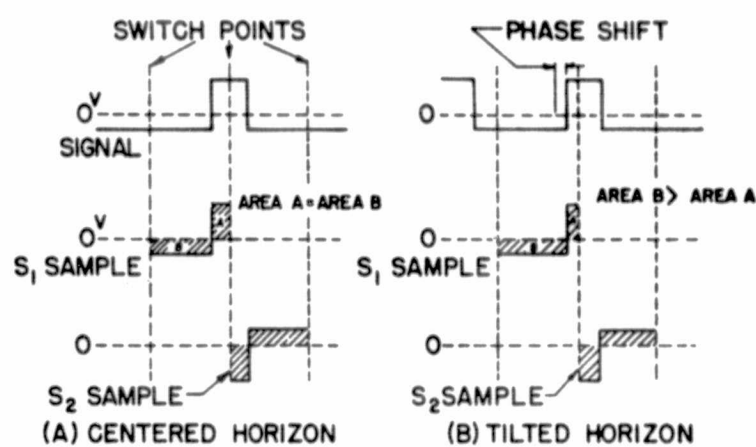 SWITCH POINTS
0V
SIGNAL
AREA A = AREA B
A
0V
B
S1 SAMPLE
0
S2 SAMPLE
(A) CENTERED HORIZON
PHASE SHIFT
0
AREA B > AREA A
0
B
S1 SAMPLE
0
S2 SAMPLE
(B) TILTED HORIZON